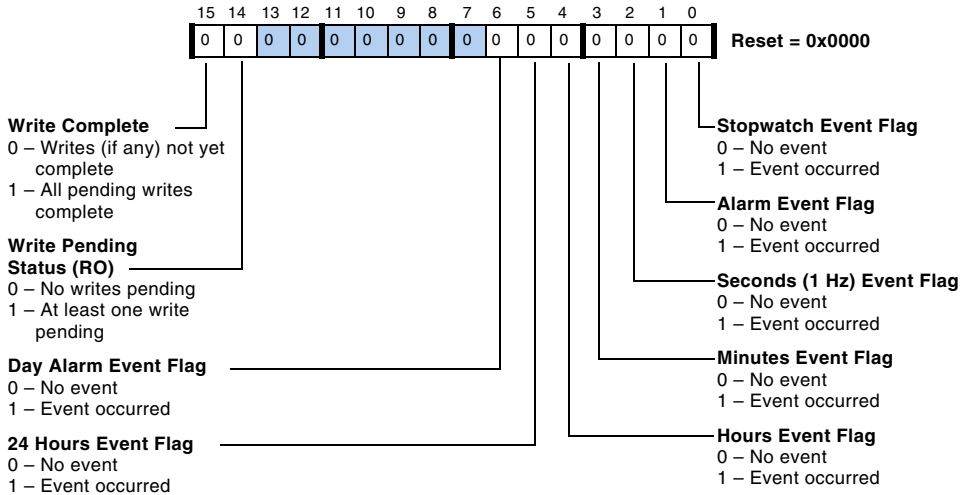 15 14 13 12 11 10 9 8 7 6 5 4 3 2 1 0
0 0 0 0 0 0 0 0 0 0 0 0 0 0 0 0
Reset = 0x0000
Write Complete
0 – Writes (if any) not yet
complete
1 – All pending writes
complete
Write Pending
Status (RO)
0 – No writes pending
1 – At least one write
pending
Day Alarm Event Flag
0 – No event
1 – Event occurred
24 Hours Event Flag
0 – No event
1 – Event occurred
Stopwatch Event Flag
0 – No event
1 – Event occurred
Alarm Event Flag
0 – No event
1 – Event occurred
Seconds (1 Hz) Event Flag
0 – No event
1 – Event occurred
Minutes Event Flag
0 – No event
1 – Event occurred
Hours Event Flag
0 – No event
1 – Event occurred